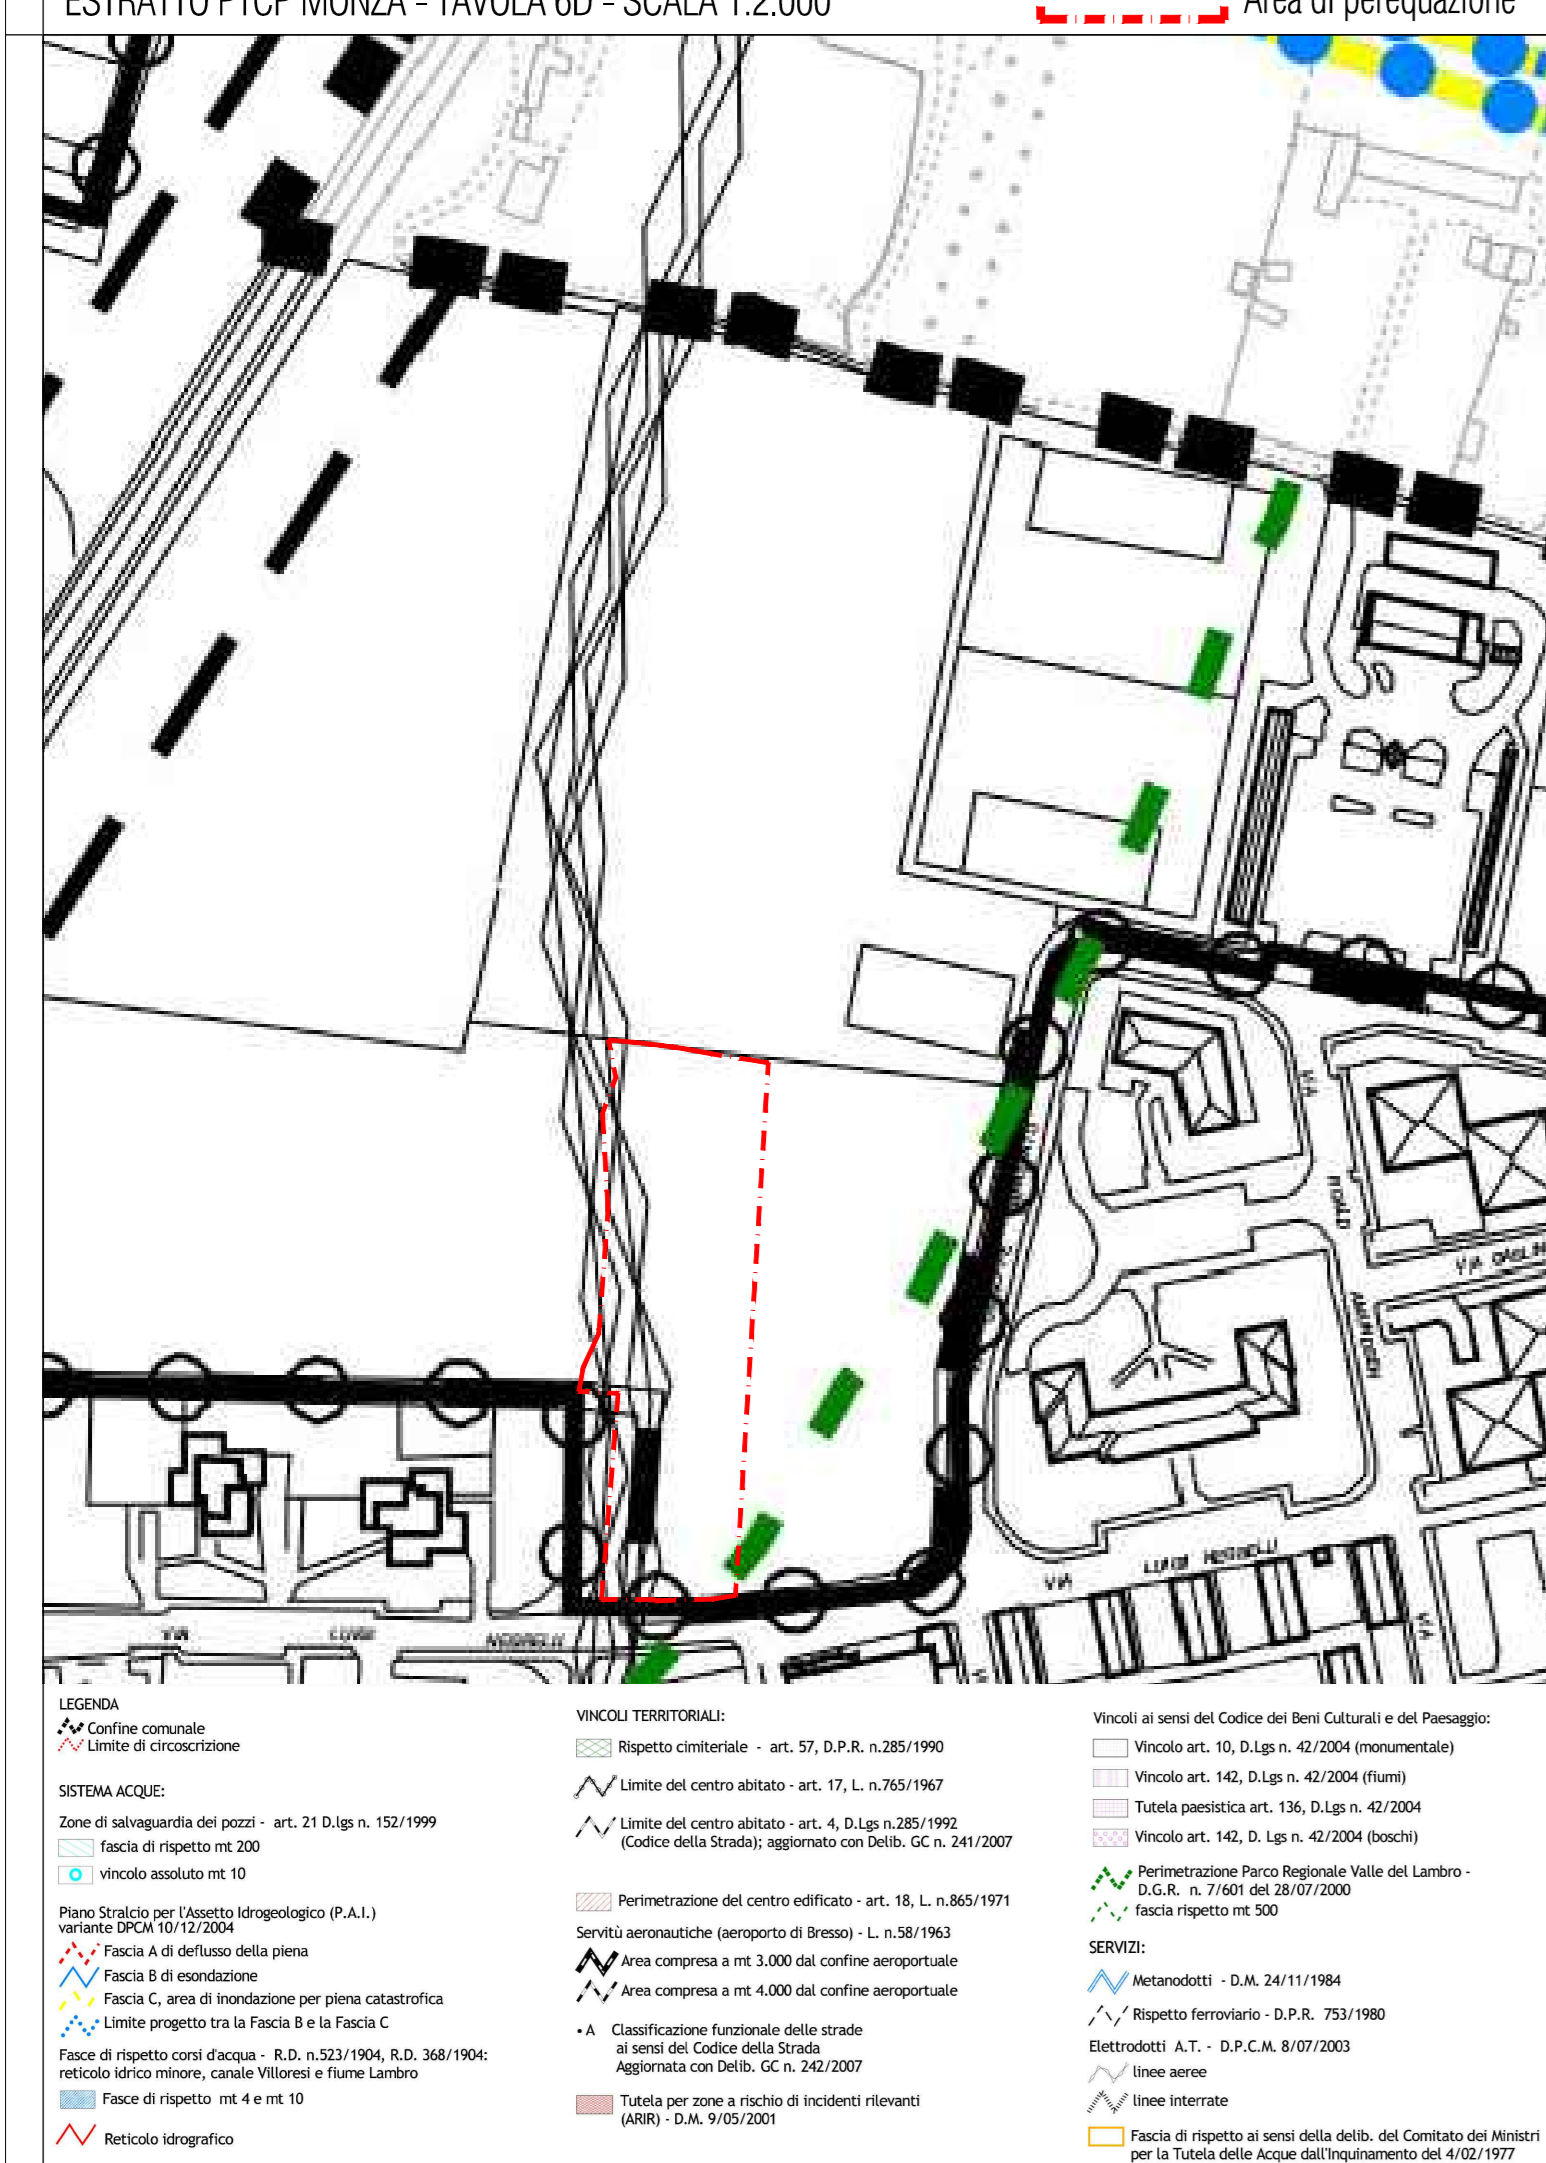 ESTRATTO PTCP MONZA - TAVOLA 6D - SCALA 1:2.000
Area di perequazione
VIA
ROALD
AMUNDSEN
VIA
LUIGI
VIA
VIA
LUIGI
LEGENDA
Confine comunale
Limite di circoscrizione
SISTEMA ACQUE:
Zone di salvaguardia dei pozzi - art. 21 D.lgs n. 152/1999
fascia di rispetto mt 200
vincolo assoluto mt 10
Piano Stralcio per l'Assetto Idrogeologico (P.A.I.)
variante DPCM 10/12/2004
Fascia A di deflusso della piena
Fascia B di esondazione
Fascia C, area di inondazione per piena catastrofica
Limite progetto tra la Fascia B e la Fascia C
Fasce di rispetto corsi d'acqua - R.D. n.523/1904, R.D. 368/1904:
reticolo idrico minore, canale Villoresi e fiume Lambro
Fasce di rispetto mt 4 e mt 10
Reticolo idrografico
VINCOLI TERRITORIALI:
Rispetto cimiteriale - art. 57, D.P.R. n.285/1990
Limite del centro abitato - art. 17, L. n.765/1967
Limite del centro abitato - art. 4, D.Lgs n.285/1992
(Codice della Strada); aggiornato con Delib. GC n. 241/2007
Perimetrazione del centro edificato - art. 18, L. n.865/1971
Servitù aeronautiche (aeroporto di Bresso) - L. n.58/1963
Area compresa a mt 3.000 dal confine aeroportuale
Area compresa a mt 4.000 dal confine aeroportuale
• A Classificazione funzionale delle strade
ai sensi del Codice della Strada
Aggiornata con Delib. GC n. 242/2007
Tutela per zone a rischio di incidenti rilevanti
(ARIR) - D.M. 9/05/2001
Vincoli ai sensi del Codice dei Beni Culturali e del Paesaggio:
Vincolo art. 10, D.Lgs n. 42/2004 (monumentale)
Vincolo art. 142, D.Lgs n. 42/2004 (fiumi)
Tutela paesistica art. 136, D.Lgs n. 42/2004
Vincolo art. 142, D. Lgs n. 42/2004 (boschi)
Perimetrazione Parco Regionale Valle del Lambro -
D.G.R. n. 7/601 del 28/07/2000
fascia rispetto mt 500
SERVIZI:
Metanodotti - D.M. 24/11/1984
Rispetto ferroviario - D.P.R. 753/1980
Elettrodotti A.T. - D.P.C.M. 8/07/2003
linee aeree
linee interrate
Fascia di rispetto ai sensi della delib. del Comitato dei Ministri
per la Tutela delle Acque dall'Inquinamento del 4/02/1977